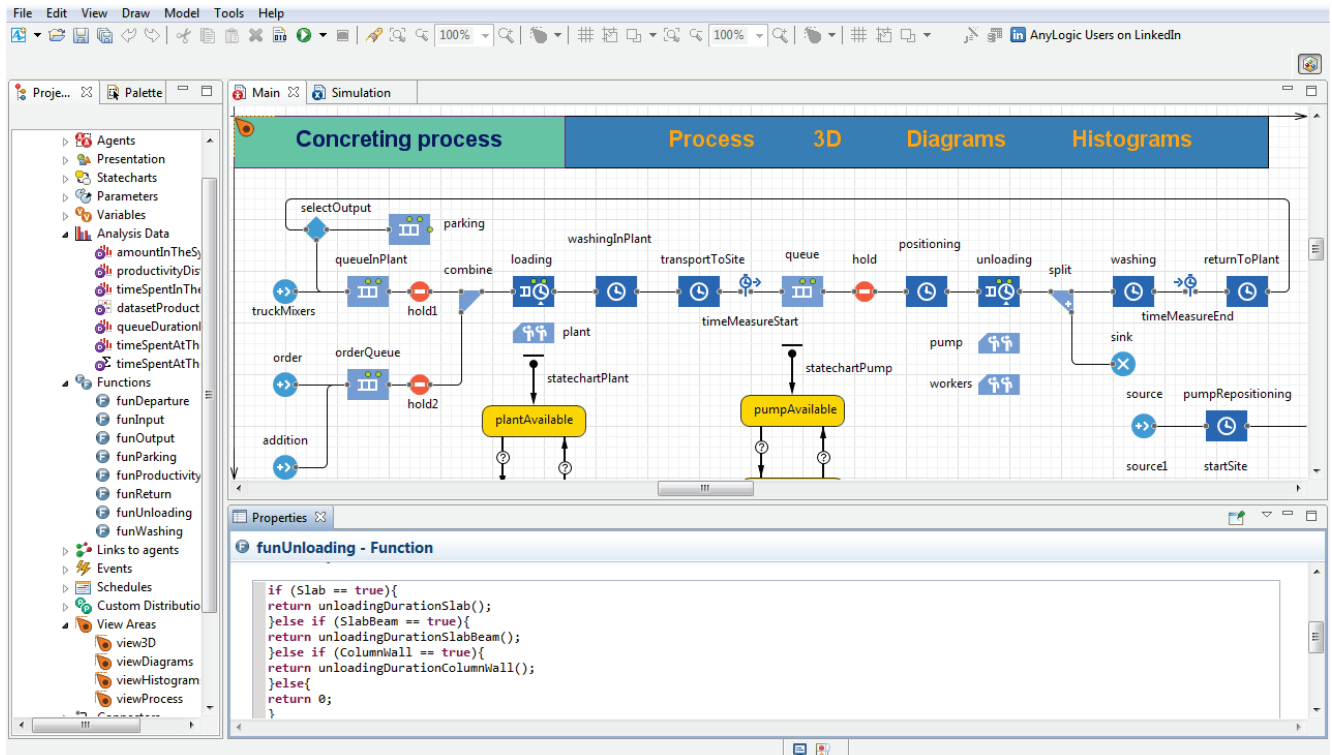 File Edit View Draw Model Tools Help
100% 100% AnyLogic Users on LinkedIn
Proje... Palette
Main Simulation
Agents
Presentation
Statecharts
Parameters
Variables
Analysis Data
amountInTheSy
productivityDis
timeSpentInThe
datasetProduct
queueDurationI
timeSpentAtTh
timeSpentAtTh
Functions
funDeparture
funInput
funOutput
funParking
funProductivity
funReturn
funUnloading
funWashing
Links to agents
Events
Schedules
Custom Distributio
View Areas
view3D
viewDiagrams
viewHistogram
viewProcess
Concreting process Process 3D Diagrams Histograms
selectOutput
parking
washingInPlant
positioning
queueInPlant
combine
loading
transportToSite
queue
hold
unloading
split
washing
returnToPlant
truckMixers
hold1
timeMeasureStart
timeMeasureEnd
plant
pump
sink
order
orderQueue
statechartPlant
statechartPump
workers
hold2
source
pumpRepositioning
plantAvailable
pumpAvailable
addition
? ? ? ?
source1
startSite
Properties
F funUnloading - Function
if (Slab == true){
return unloadingDurationSlab();
}else if (SlabBeam == true){
return unloadingDurationSlabBeam();
}else if (ColumnWall == true){
return unloadingDurationColumnWall();
}else{
return 0;
}